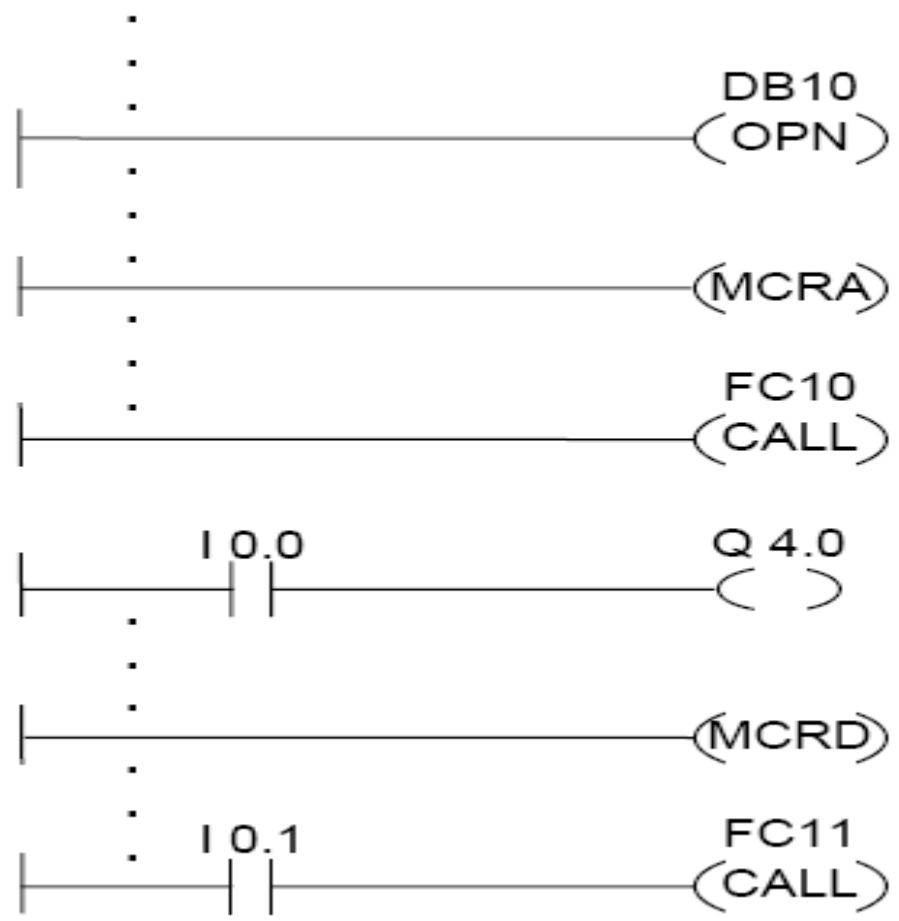 DB10
OPN
MCRA
FC10
CALL
I 0.0 Q 4.0
MCRD
I 0.1 FC11
CALL